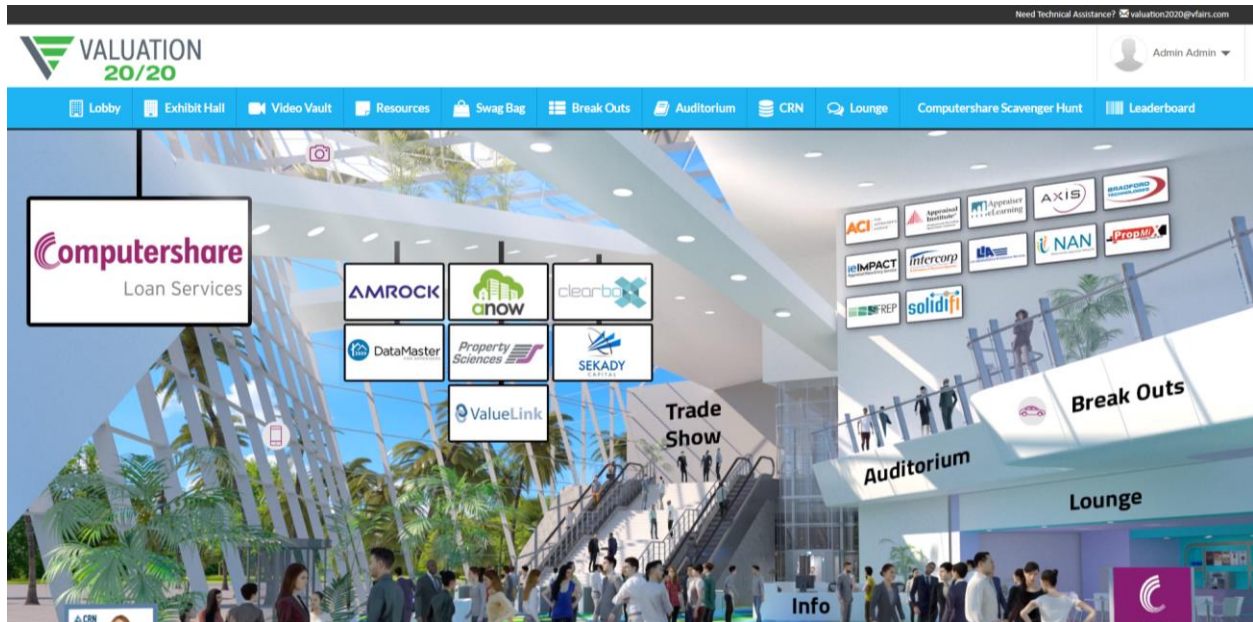 Need Technical Assistance? valuation2020@vfairs.com
VALUATION
20/20
Admin Admin
Lobby Exhibit Hall Video Vault Resources Swag Bag Break Outs Auditorium CRN Lounge Computershare Scavenger Hunt Leaderboard
Computershare
Loan Services
AMROCK
anow
clearbox
DataMaster
Property
Sciences
SEKADY
CAPITAL
ValueLink
ACI
Appraisal
Institute
Appraiser
eLearning
AXIS
BRADFORD
TECHNOLOGIES
ieIMPACT
intercorp
LIA
NAN
PropMIX
FREP
solidifi
Trade
Show
Break Outs
Auditorium
Lounge
Info
CRN